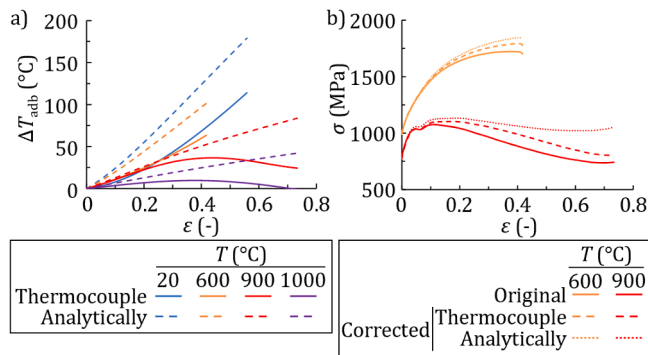 a)
200
150
100
50
0
ΔT_adb (°C)
0 0.2 0.4 0.6 0.8
ε (-)
b)
2000
1500
1000
500
σ (MPa)
0 0.2 0.4 0.6 0.8
ε (-)
T (°C)
20 600 900 1000
Thermocouple
Analytically
T (°C)
600 900
Original
Corrected Thermocouple
Analytically